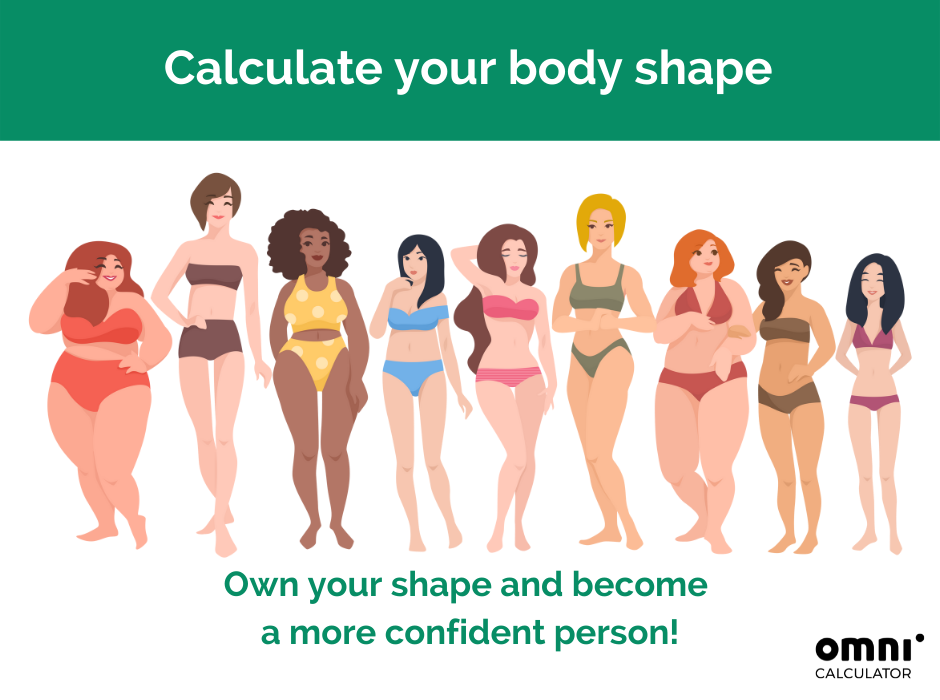 Calculate your body shape
Own your shape and become
a more confident person!
omni
CALCULATOR